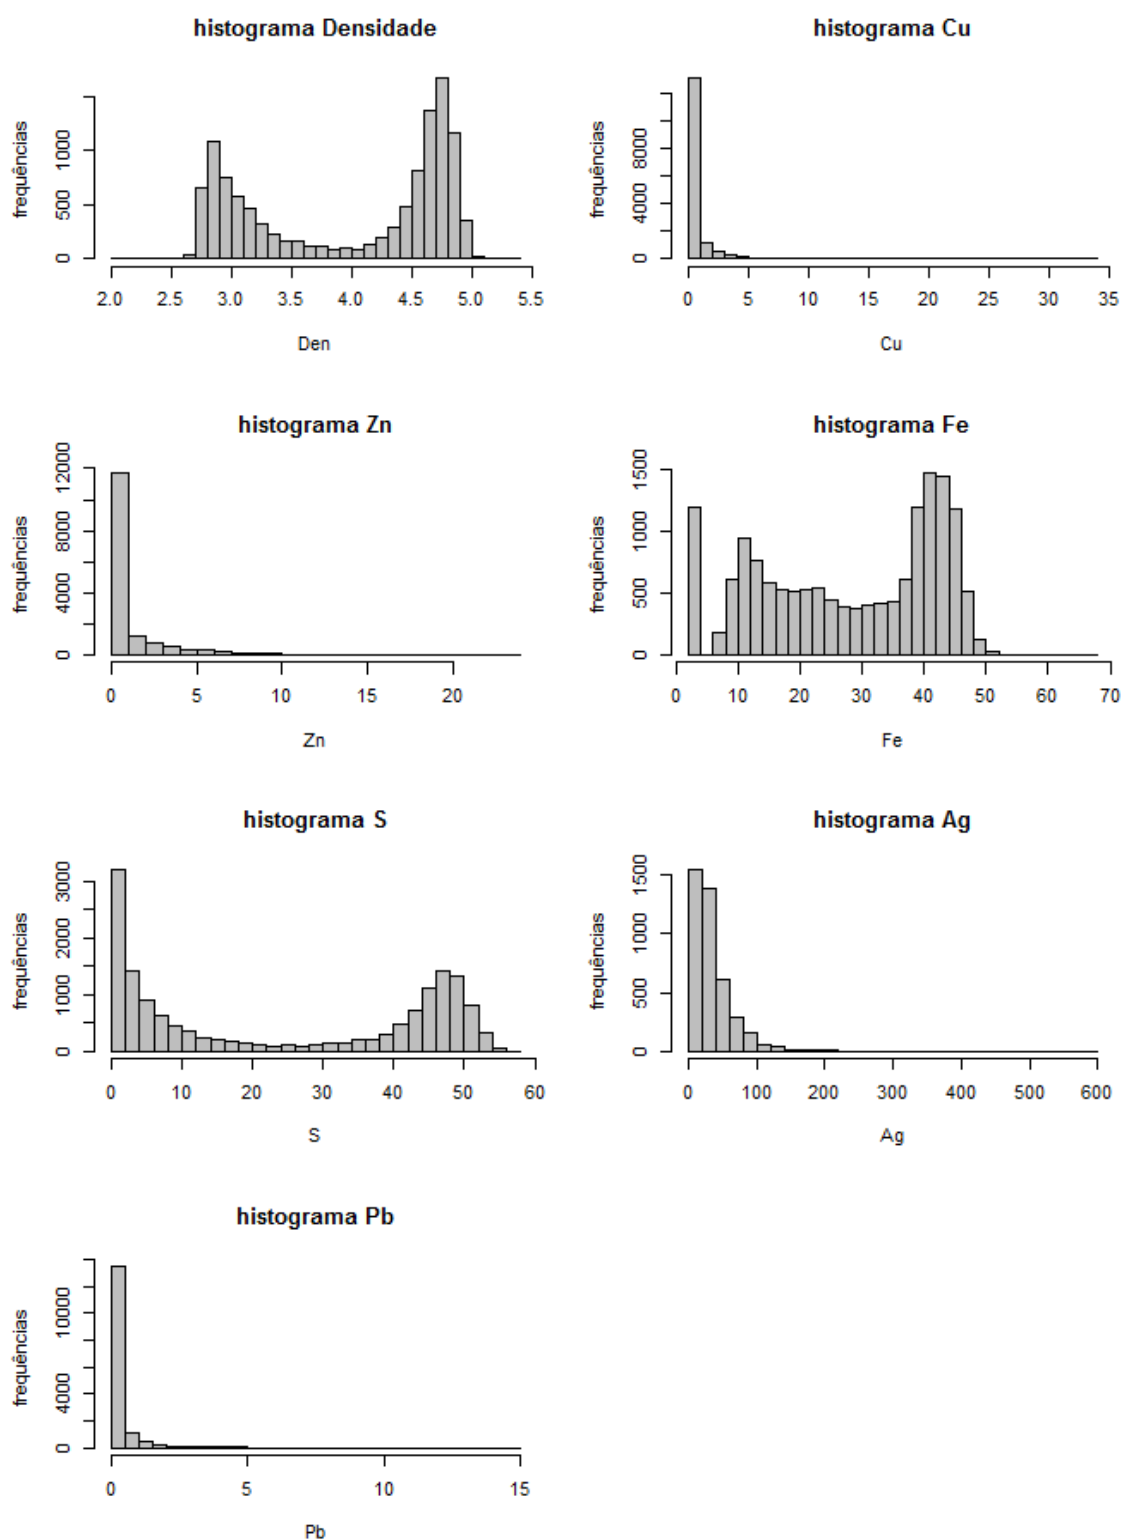 histograma Densidade
frequências
0 500 1000
2.0 2.5 3.0 3.5 4.0 4.5 5.0 5.5
Den
histograma Cu
frequências
0 4000 8000
0 5 10 15 20 25 30 35
Cu
histograma Zn
frequências
0 4000 8000 12000
0 5 10 15 20
Zn
histograma Fe
frequências
0 500 1000 1500
0 10 20 30 40 50 60 70
Fe
histograma S
frequências
0 1000 2000 3000
0 10 20 30 40 50 60
S
histograma Ag
frequências
0 500 1000 1500
0 100 200 300 400 500 600
Ag
histograma Pb
frequências
0 4000 10000
0 5 10 15
Pb